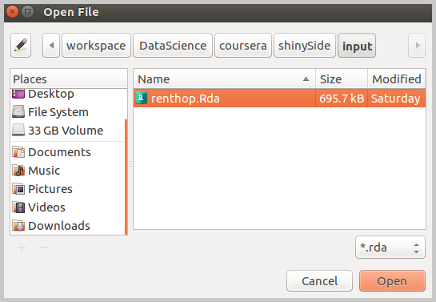 Open File
workspace DataScience coursera shinySide input
Places
Desktop
File System
33 GB Volume
Documents
Music
Pictures
Videos
Downloads
Name Size Modified
renthop.Rda 695.7 kB Saturday
*.rda
Cancel Open